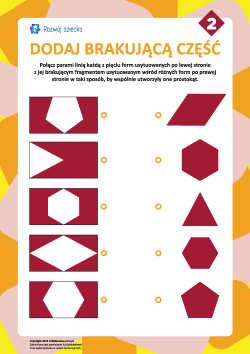 2
Rozwój dziecka
DODAJ BRAKUJĄCĄ CZĘŚĆ
Połącz parami linią każdą z pięciu form usytuowanych po lewej stronie
z jej brakującym fragmentem usytuowanym wśród różnych form po prawej
stronie w taki sposób, by wspólnie utworzyły one prostokąt.